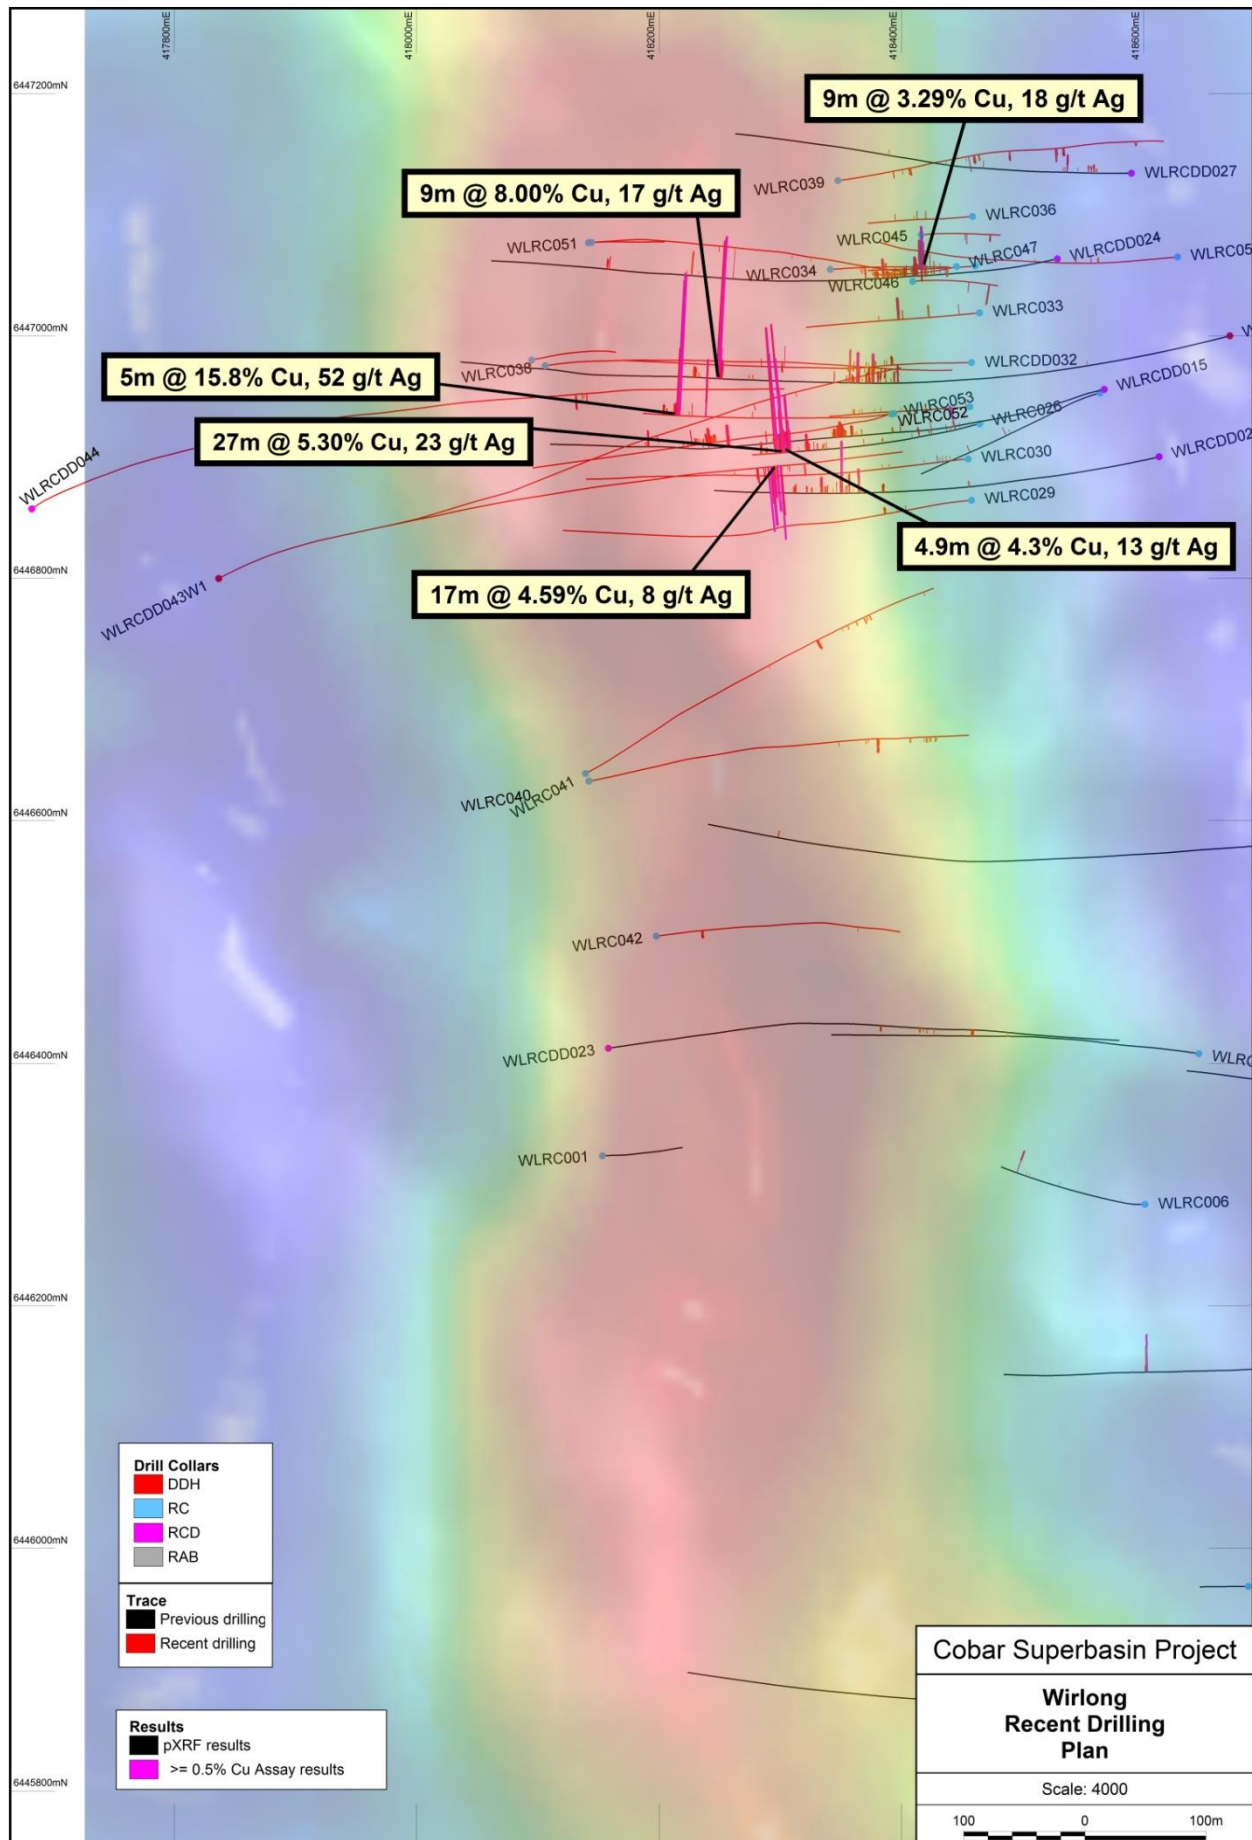 417800mE
418000mE
418200mE
418400mE
418600mE
6447200mN
9m @ 3.29% Cu, 18 g/t Ag
WLRC039
WLRCDD027
9m @ 8.00% Cu, 17 g/t Ag
WLRC036
WLRC051
WLRC045
WLRC047
WLRCDD024
WLRC034
WLRC046
WLRC033
6447000mN
WLRC038
WLRCDD032
5m @ 15.8% Cu, 52 g/t Ag
WLRCDD015
WLRC053
WLRC052
WLRC026
27m @ 5.30% Cu, 23 g/t Ag
WLRC030
WLRCDD044
WLRC029
4.9m @ 4.3% Cu, 13 g/t Ag
6446800mN
17m @ 4.59% Cu, 8 g/t Ag
WLRCDD043W1
WLRC040
WLRC041
6446600mN
WLRC042
6446400mN
WLRCDD023
WLRC001
WLRC006
6446200mN
6446000mN
Drill Collars
DDH
RC
RCD
RAB
Trace
Previous drilling
Recent drilling
Results
pXRF results
>= 0.5% Cu Assay results
6445800mN
Cobar Superbasin Project
Wirlong
Recent Drilling
Plan
Scale: 4000
100 0 100m